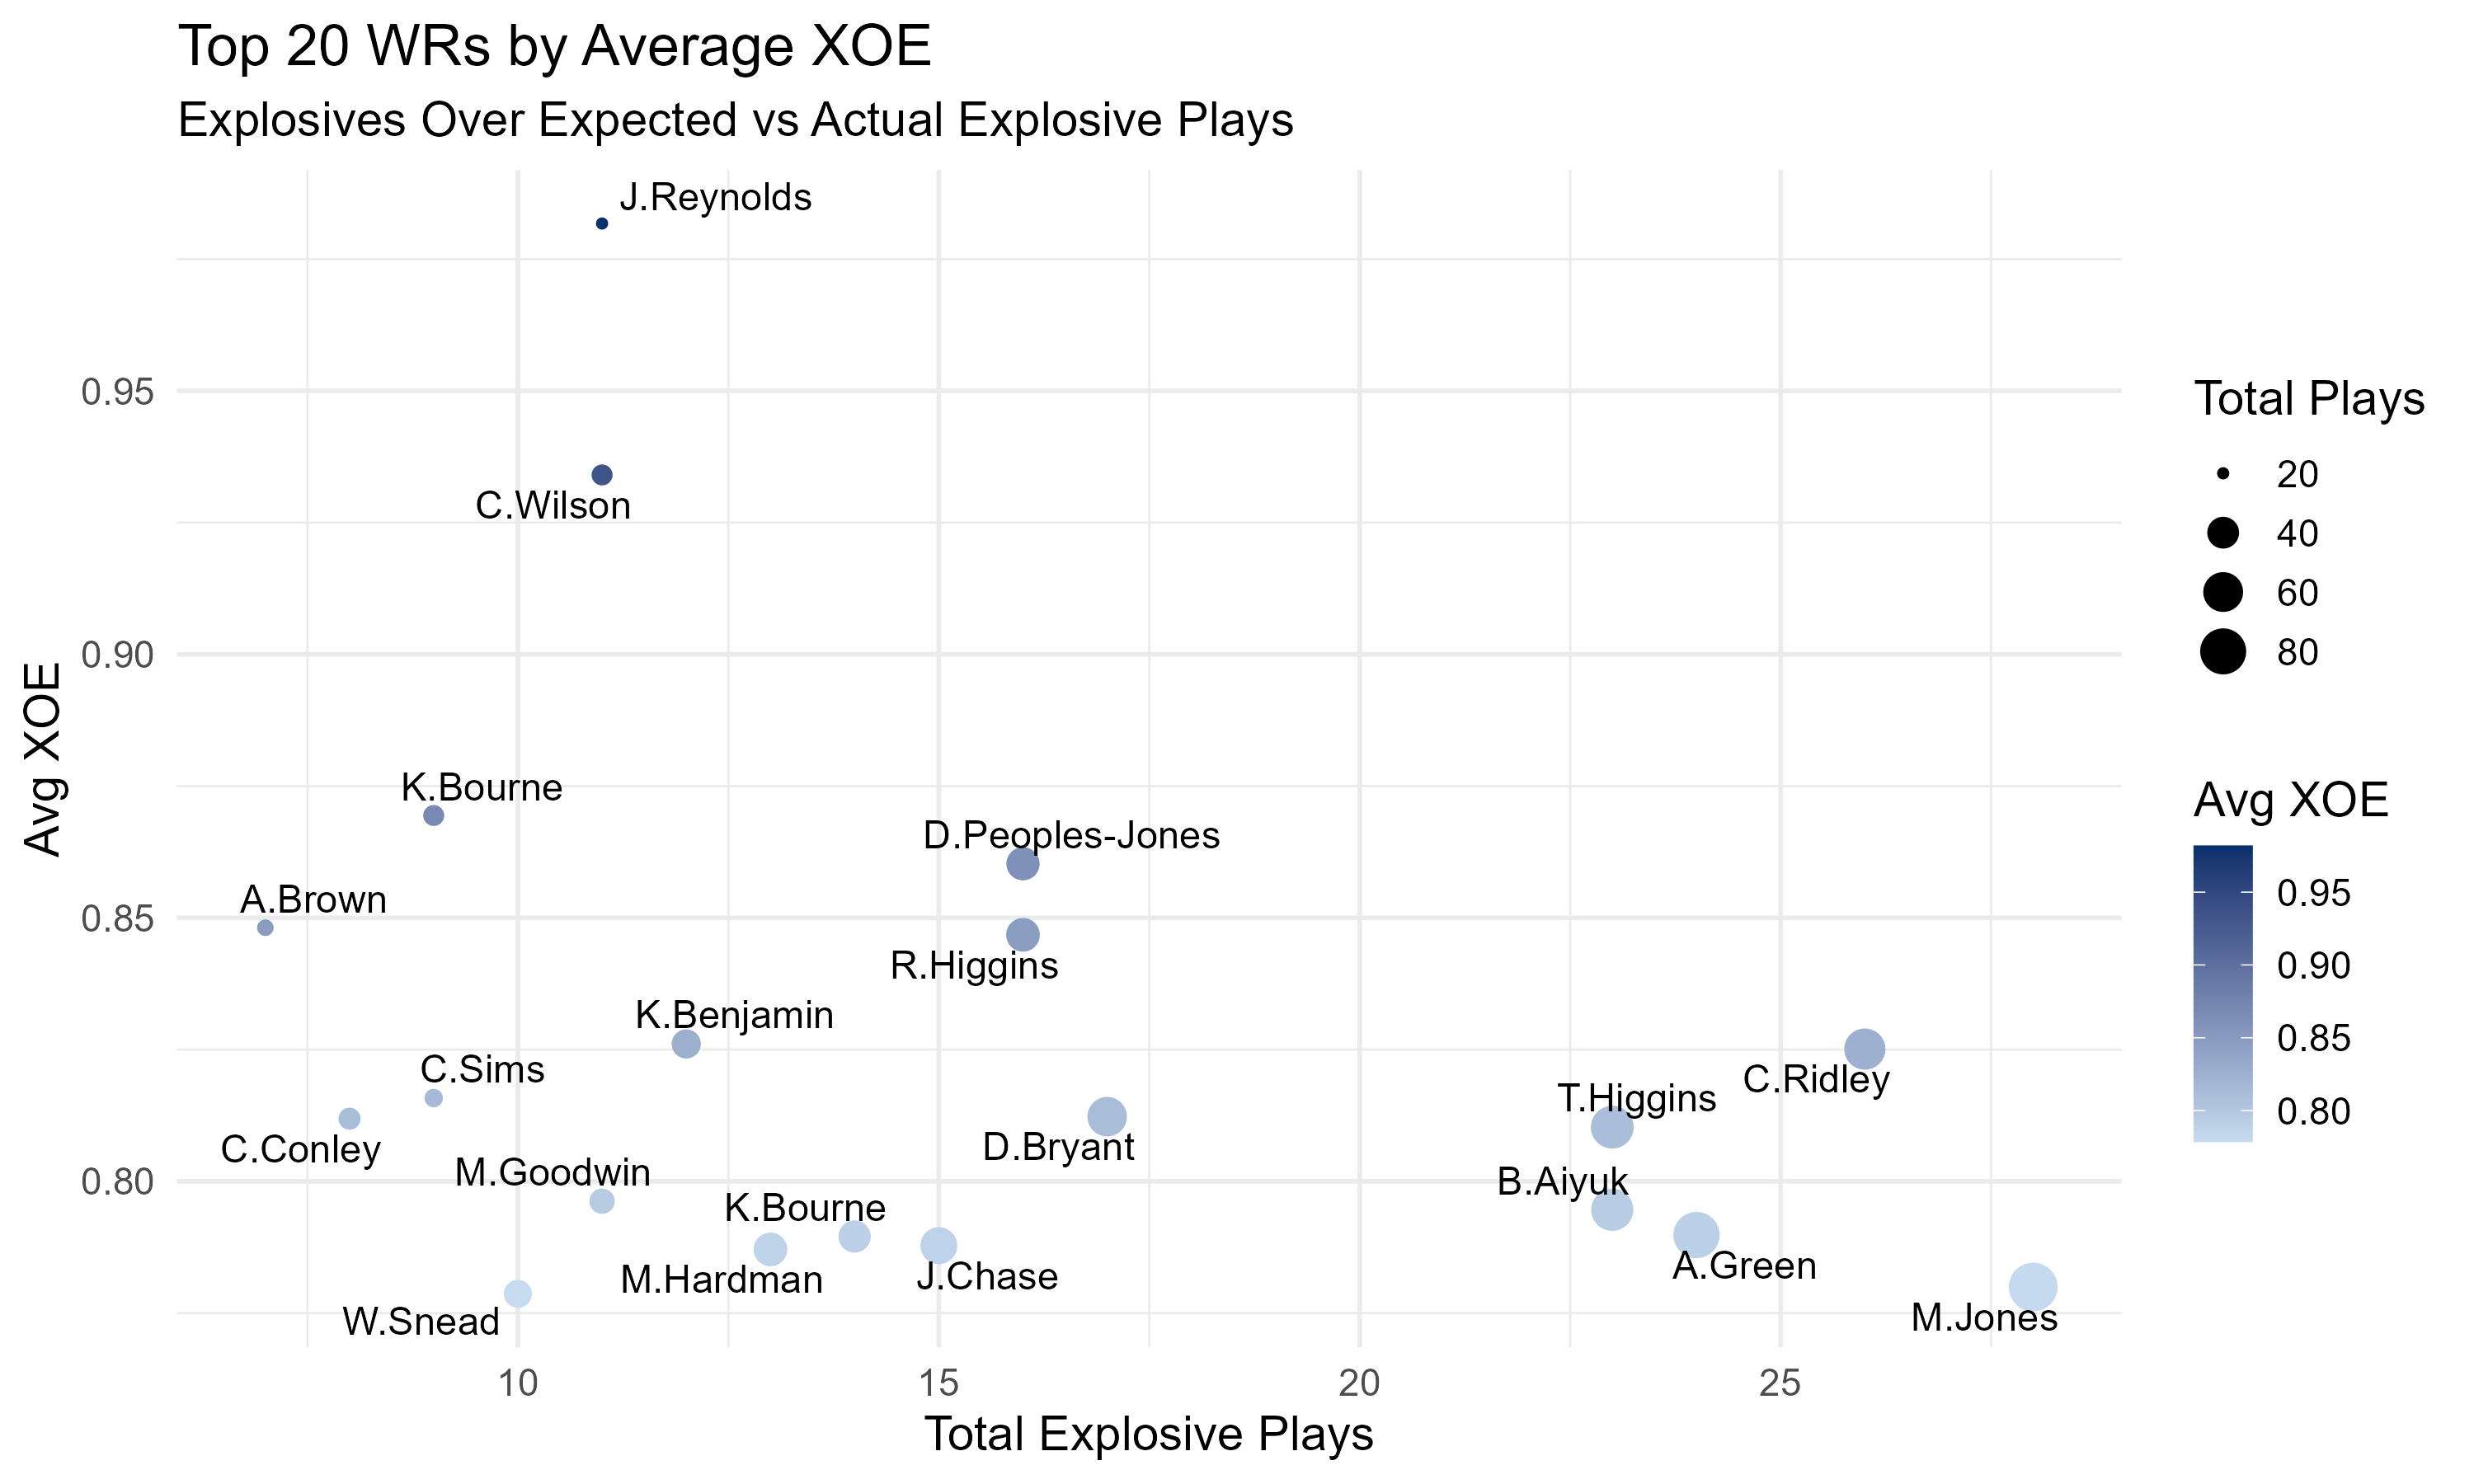 Top 20 WRs by Average XOE
Explosives Over Expected vs Actual Explosive Plays
J.Reynolds
C.Wilson
K.Bourne
D.Peoples-Jones
A.Brown
R.Higgins
K.Benjamin
C.Sims
C.Ridley
T.Higgins
C.Conley
D.Bryant
M.Goodwin
B.Aiyuk
K.Bourne
M.Hardman
J.Chase
A.Green
W.Snead
M.Jones
Avg XOE
0.95
0.90
0.85
0.80
10
15
20
25
Total Explosive Plays
Total Plays
20
40
60
80
Avg XOE
0.95
0.90
0.85
0.80